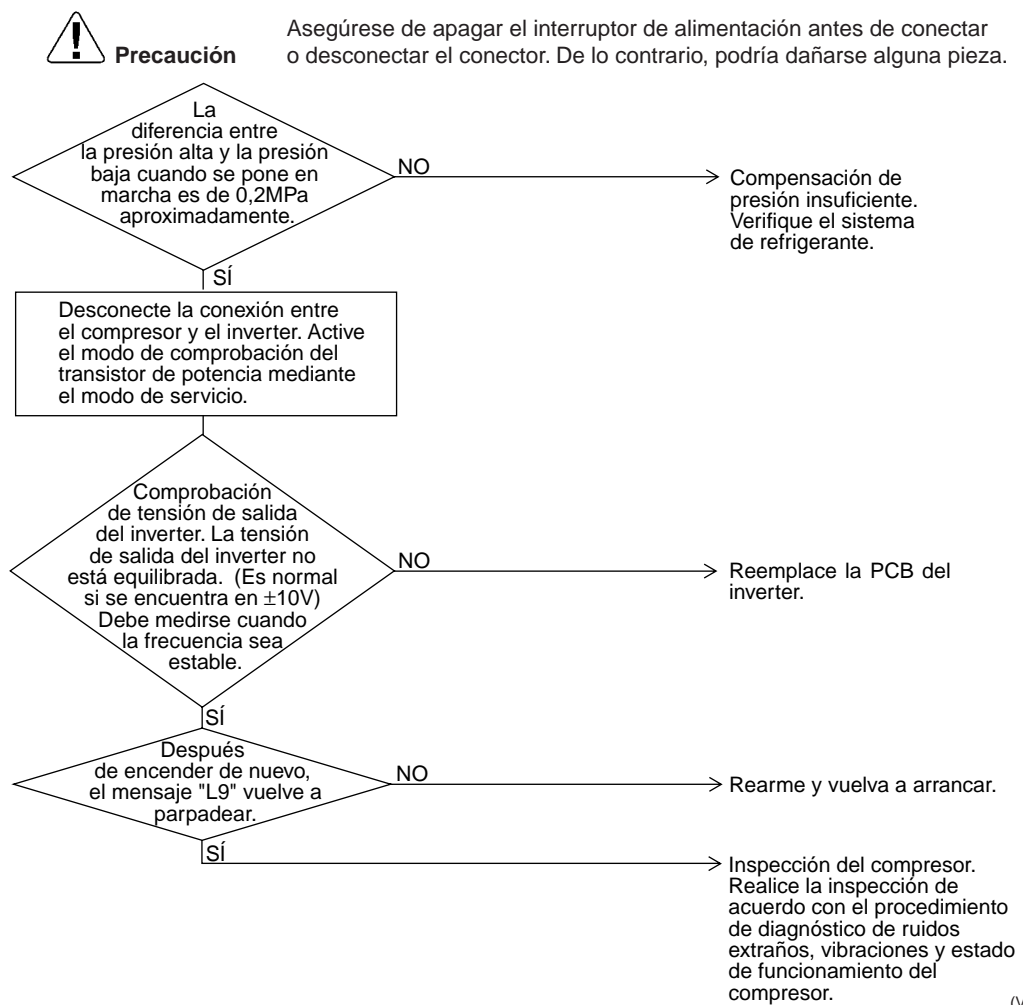 Asegúrese de apagar el interruptor de alimentación antes de conectar
Precaución o desconectar el conector. De lo contrario, podría dañarse alguna pieza.
La
diferencia entre
la presión alta y la presión
baja cuando se pone en
marcha es de 0,2MPa
aproximadamente.
NO
Compensación de
presión insuficiente.
Verifique el sistema
de refrigerante.
SÍ
Desconecte la conexión entre
el compresor y el inverter. Active
el modo de comprobación del
transistor de potencia mediante
el modo de servicio.
Comprobación
de tensión de salida
del inverter. La tensión
de salida del inverter no
está equilibrada. (Es normal
si se encuentra en ±10V)
Debe medirse cuando
la frecuencia sea
estable.
NO
Reemplace la PCB del
inverter.
SÍ
Después
de encender de nuevo,
el mensaje "L9" vuelve a
parpadear.
NO
Rearme y vuelva a arrancar.
SÍ
Inspección del compresor.
Realice la inspección de
acuerdo con el procedimiento
de diagnóstico de ruidos
extraños, vibraciones y estado
de funcionamiento del
compresor.